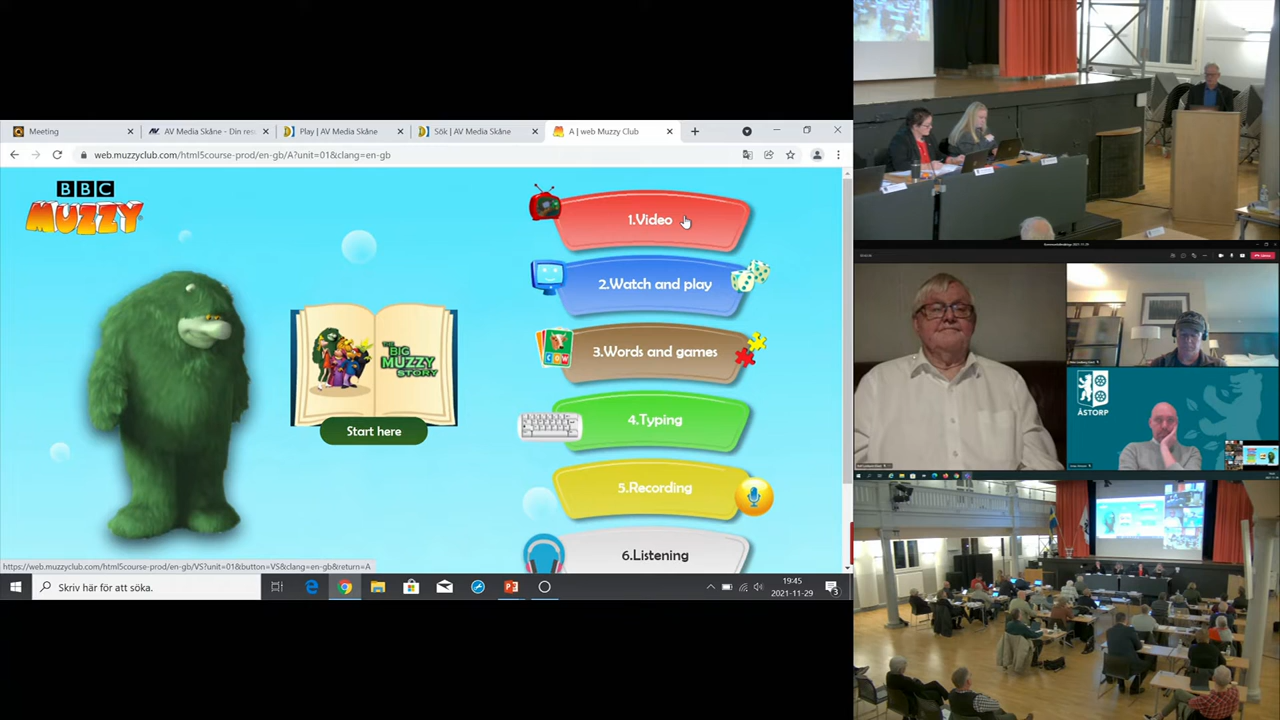 Meeting
AV Media Skåne - Din res
Play | AV Media Skåne
Sök | AV Media Skåne
A | web Muzzy Club
web.muzzyclub.com/html5course-prod/en-gb/A?unit=01&clang=en-gb
BBC
MUZZY
THE
BIG
MUZZY
STORY
Start here
1.Video
2.Watch and play
3.Words and games
COW
4.Typing
5.Recording
6.Listening
https://web.muzzyclub.com/html5course-prod/en-gb/VS?unit=01&button=VS&clang=en-gb&return=A
Skriv här för att söka.
19:45
2021-11-29
3
ÅSTORP